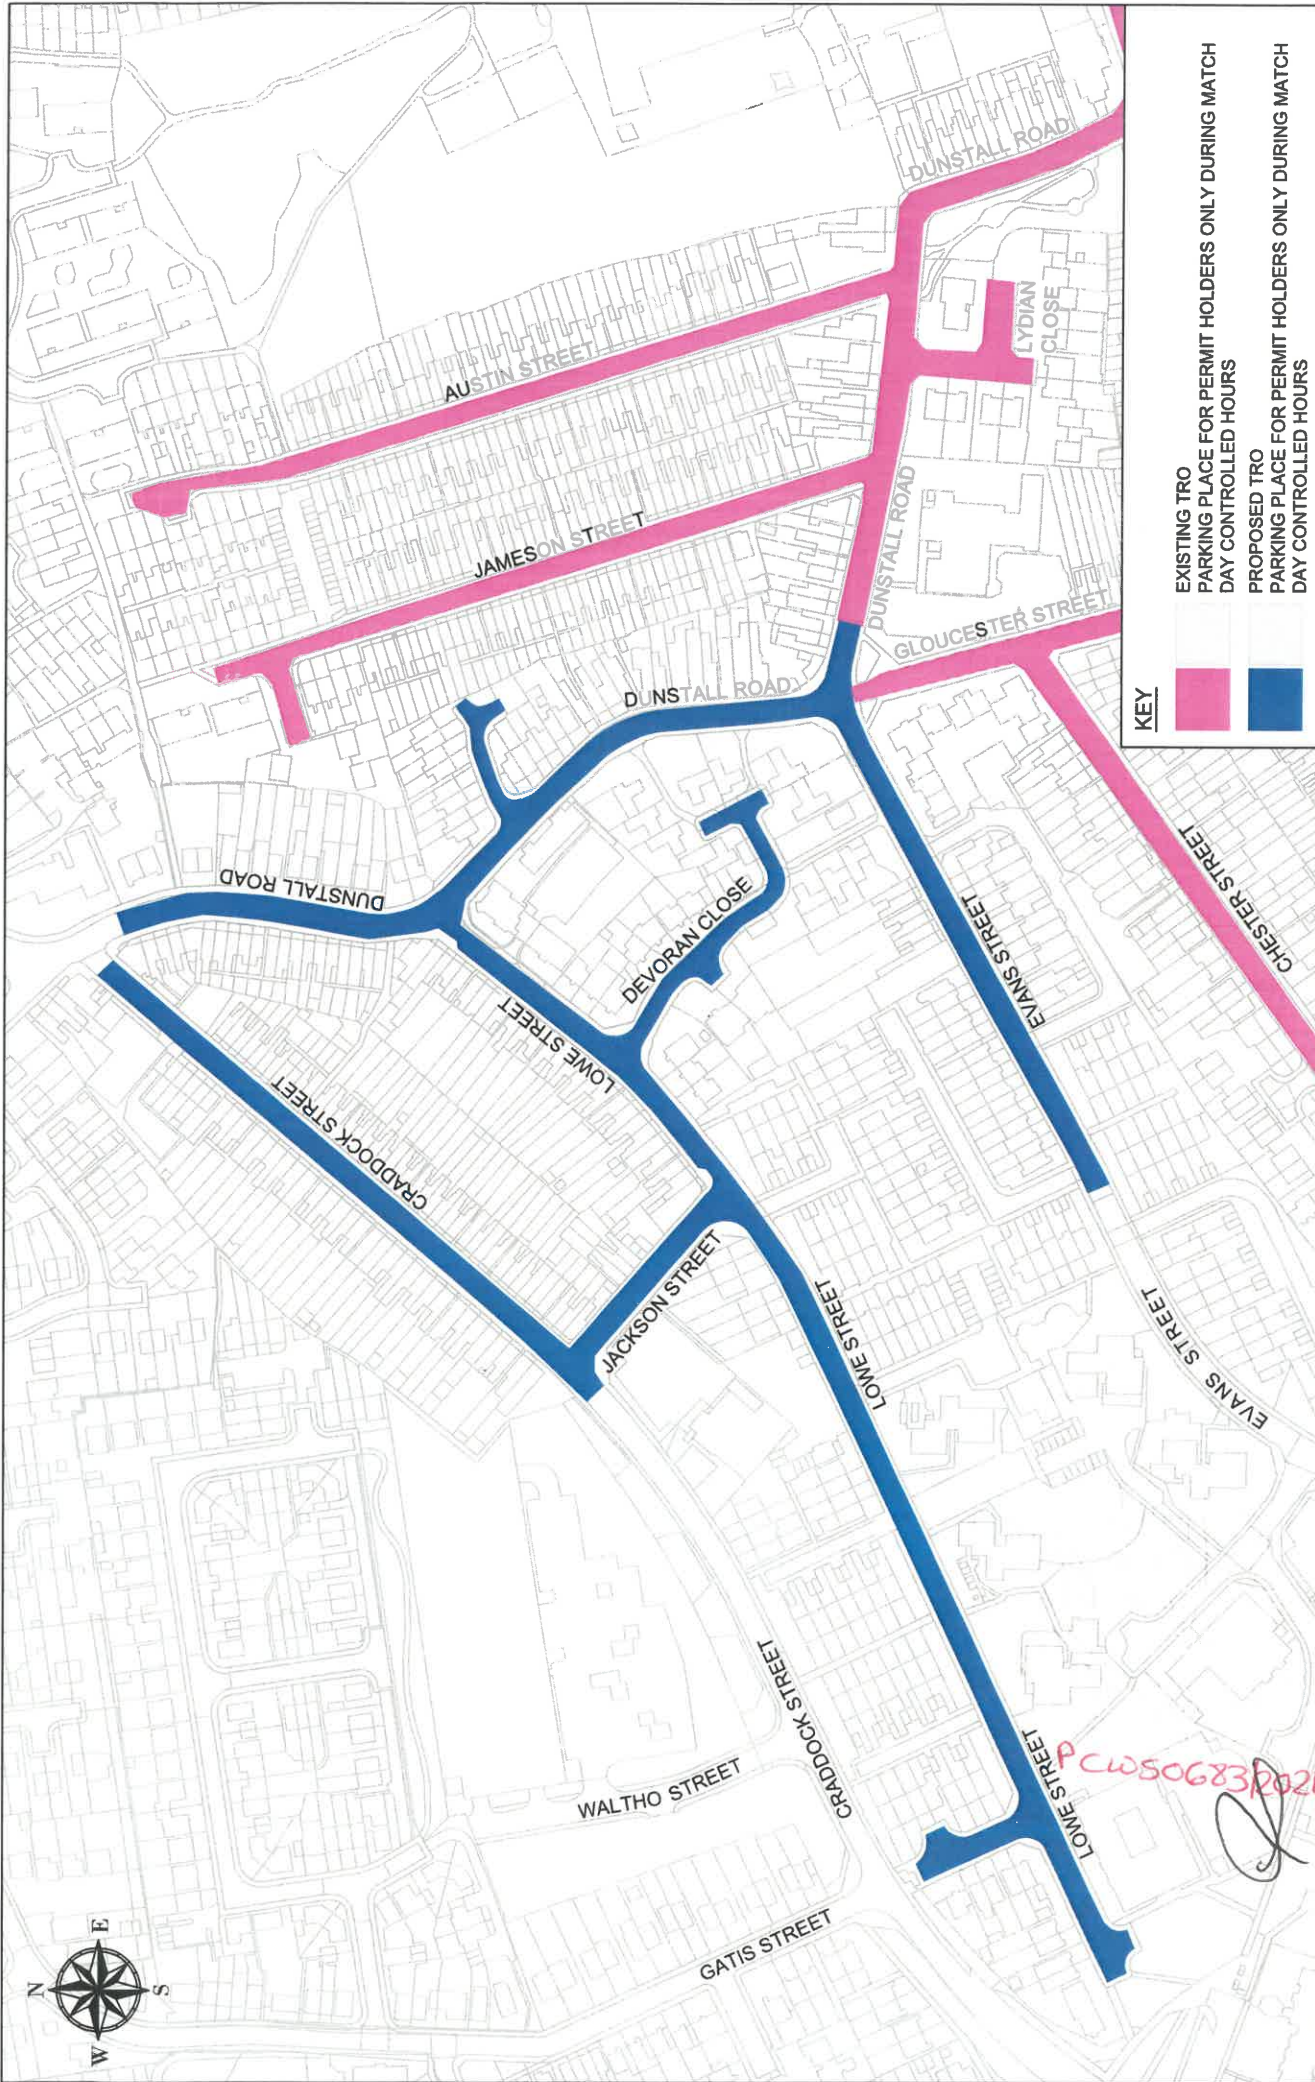 N
W
E
S
DUNSTALL ROAD
CRADDOCK STREET
LOWE STREET
DEVORAN CLOSE
JACKSON STREET
DUNSTALL ROAD
JAMESON STREET
AUSTIN STREET
DUNSTALL ROAD
DUNSTALL ROAD
LYDIAN
CLOSE
GLOUCESTER STREET
CHESTER STREET
EVANS STREET
EVANS STREET
LOWE STREET
LOWE STREET
CRADDOCK STREET
WALTHO STREET
GATIS STREET
PCWS0683/202
KEY
EXISTING TRO
PARKING PLACE FOR PERMIT HOLDERS ONLY DURING MATCH
DAY CONTROLLED HOURS
PROPOSED TRO
PARKING PLACE FOR PERMIT HOLDERS ONLY DURING MATCH
DAY CONTROLLED HOURS